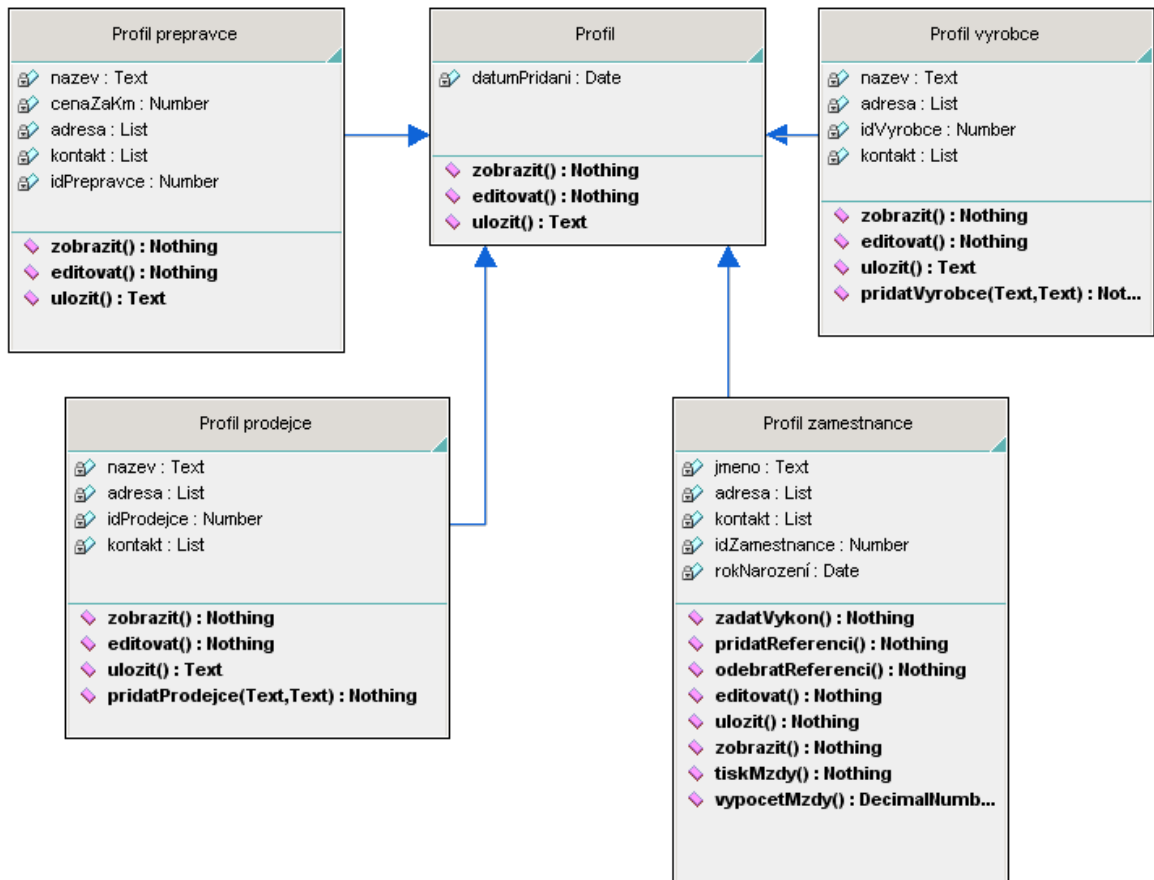 Profil prepravce
nazev : Text
cenaZaKm : Number
adresa : List
kontakt : List
idPrepravce : Number
zobrazit() : Nothing
editovat() : Nothing
ulozit() : Text
Profil
datumPridani : Date
zobrazit() : Nothing
editovat() : Nothing
ulozit() : Text
Profil vyrobce
nazev : Text
adresa : List
idVyrobce : Number
kontakt : List
zobrazit() : Nothing
editovat() : Nothing
ulozit() : Text
pridatVyrobce(Text,Text) : Not...
Profil prodejce
nazev : Text
adresa : List
idProdejce : Number
kontakt : List
zobrazit() : Nothing
editovat() : Nothing
ulozit() : Text
pridatProdejce(Text,Text) : Nothing
Profil zamestnance
jmeno : Text
adresa : List
kontakt : List
idZamestnance : Number
rokNarození : Date
zadatVykon() : Nothing
pridatReferenci() : Nothing
odebratReferenci() : Nothing
editovat() : Nothing
ulozit() : Nothing
zobrazit() : Nothing
tiskMzdy() : Nothing
vypocetMzdy() : DecimalNumb...